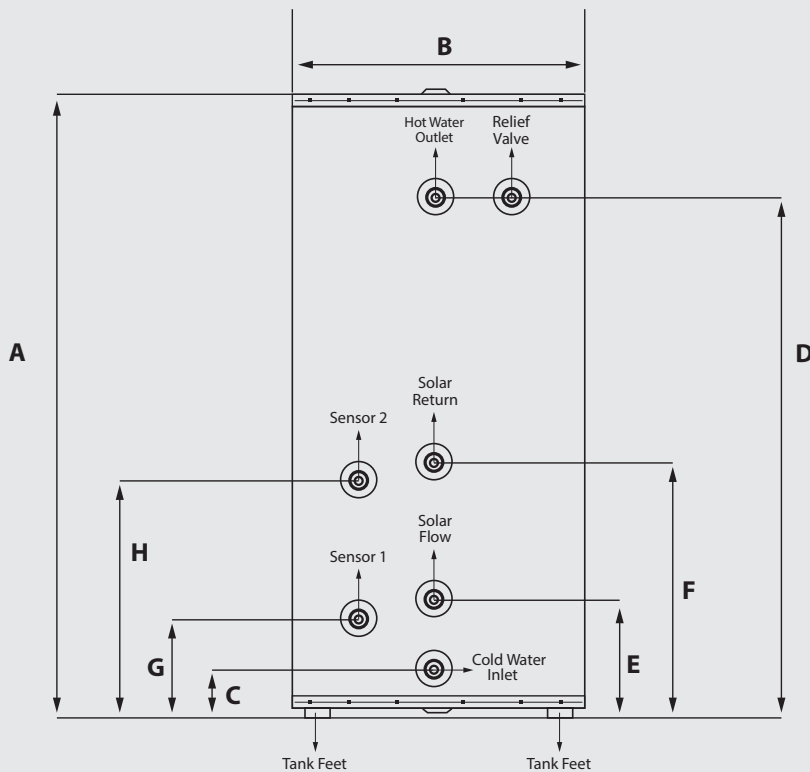 B
Hot Water
Outlet
Relief
Valve
A
D
Solar
Return
Sensor 2
H
Solar
Flow
Sensor 1
F
G
C
E
Cold Water
Inlet
Tank Feet
Tank Feet